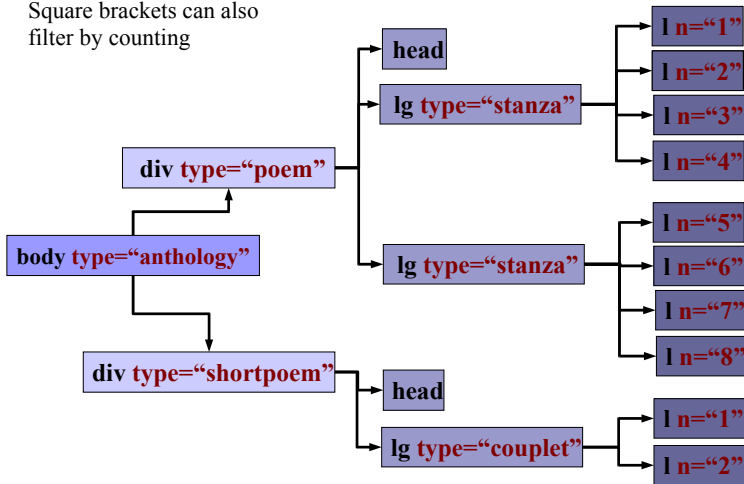 Square brackets can also
filter by counting
body type=“anthology”
div type=“poem”
head
lg type=“stanza”
l n=“1”
l n=“2”
l n=“3”
l n=“4”
lg type=“stanza”
l n=“5”
l n=“6”
l n=“7”
l n=“8”
div type=“shortpoem”
head
lg type=“couplet”
l n=“1”
l n=“2”